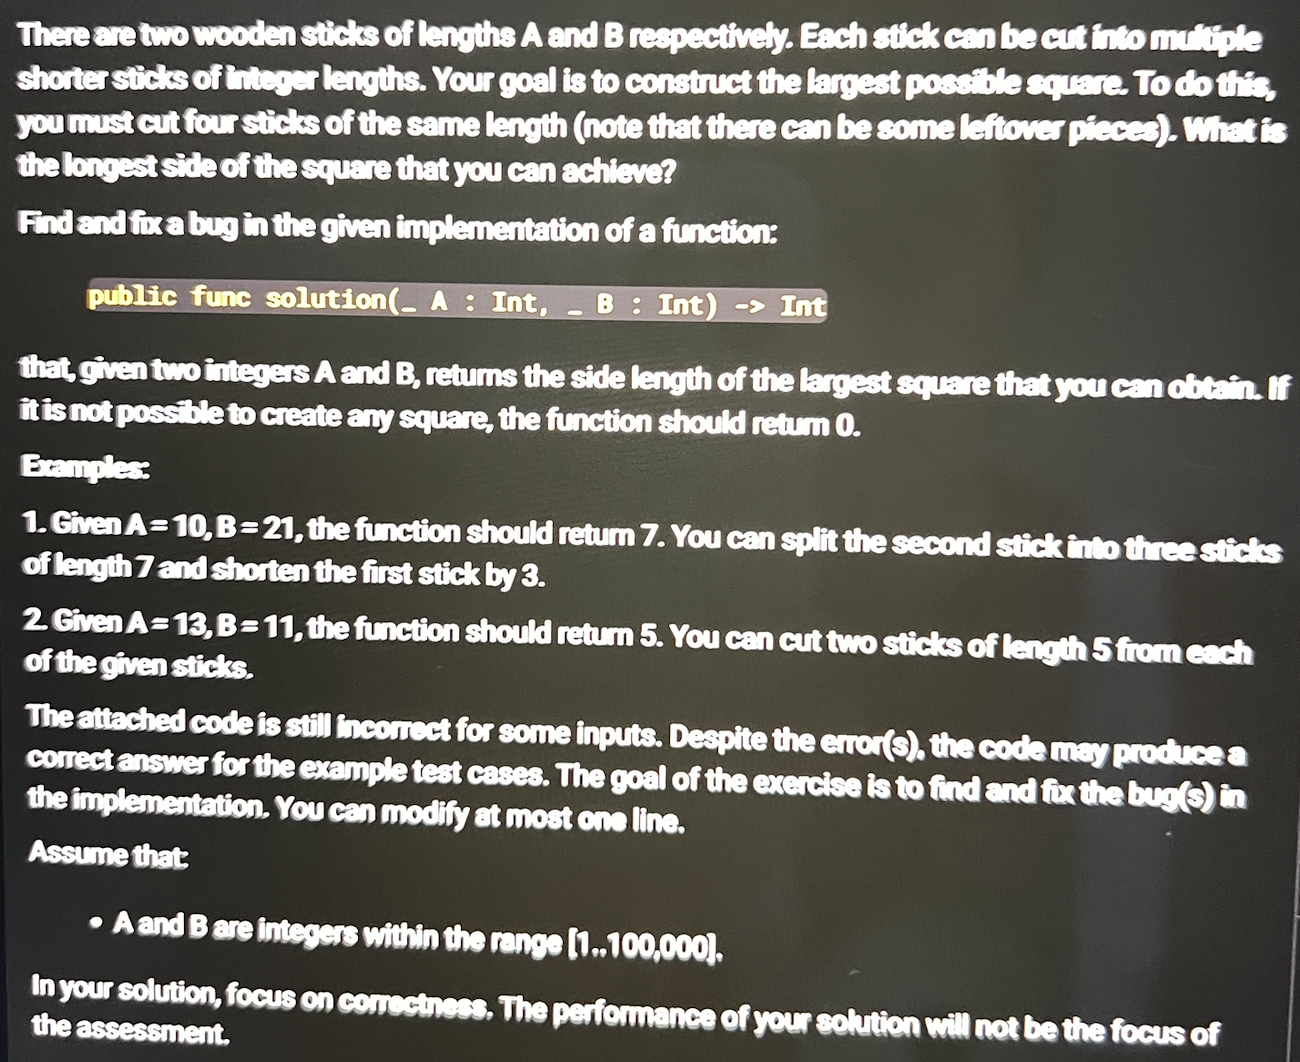 There are two wooden sticks of lengths A and B respectively. Each stick can be cut into multiple
shorter sticks of integer lengths. Your goal is to construct the largest possible square. To do this,
you must cut four sticks of the same length (note that there can be some leftover pieces). What is
the longest side of the square that you can achieve?
Find and fix a bug in the given implementation of a function:
public func solution(_ A : Int, _ B : Int) -> Int
that, given two integers A and B, returns the side length of the largest square that you can obtain. If
it is not possible to create any square, the function should return 0.
Examples:
1. Given A = 10, B = 21, the function should return 7. You can split the second stick into three sticks
of length 7 and shorten the first stick by 3.
2. Given A = 13, B = 11, the function should return 5. You can cut two sticks of length 5 from each
of the given sticks.
The attached code is still incorrect for some inputs. Despite the error(s), the code may produce a
correct answer for the example test cases. The goal of the exercise is to find and fix the bug(s) in
the implementation. You can modify at most one line.
Assume that:
• A and B are integers within the range [1..100,000].
In your solution, focus on correctness. The performance of your solution will not be the focus of
the assessment.